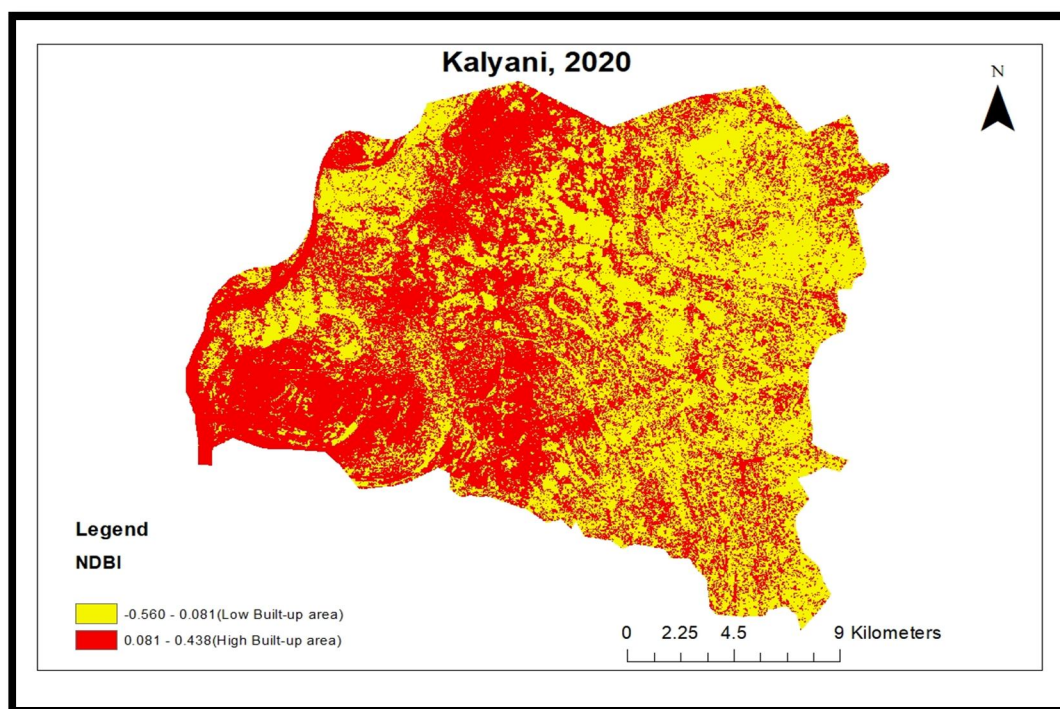 Kalyani, 2020
N
Legend
NDBI
-0.560 - 0.081(Low Built-up area)
0.081 - 0.438(High Built-up area)
0 2.25 4.5 9 Kilometers